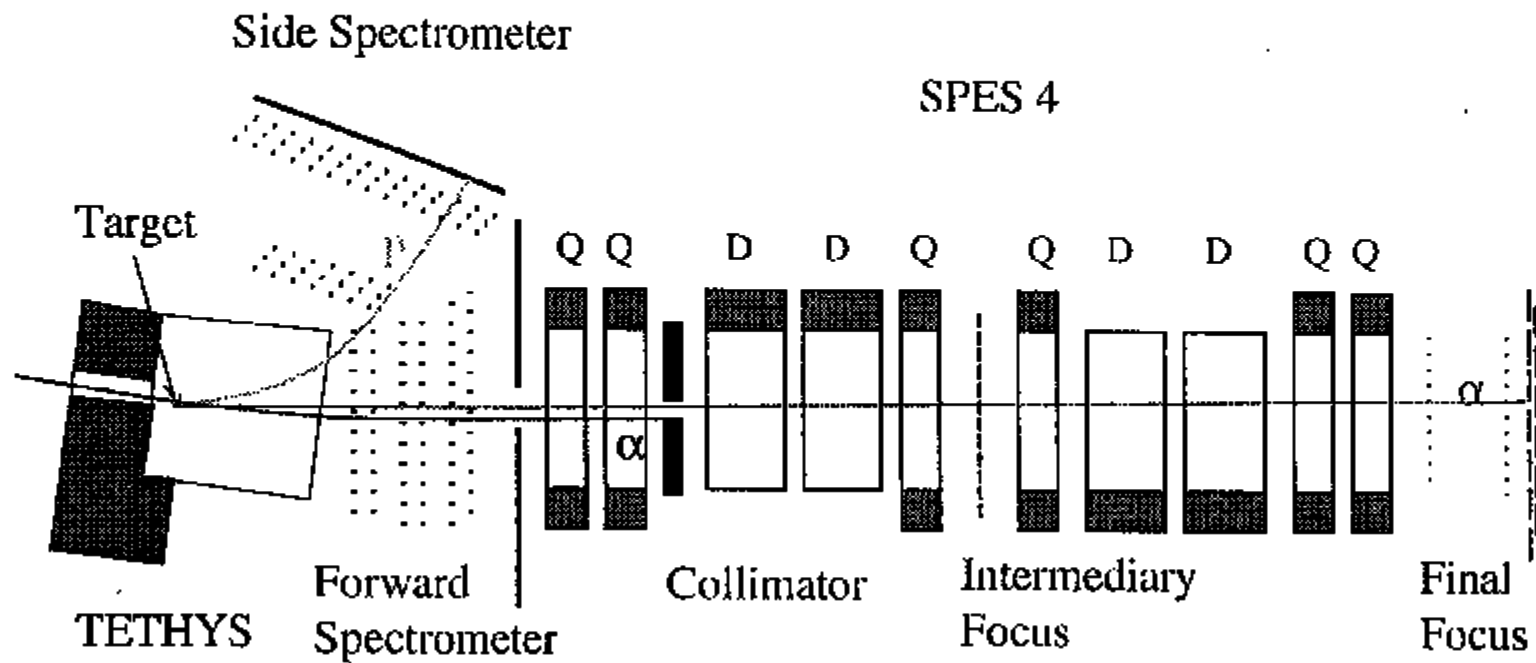 Side Spectrometer
SPES 4
Target
Q Q D D Q Q D D Q Q
α
α
TETHYS
Forward
Spectrometer
Collimator
Intermediary
Focus
Final
Focus